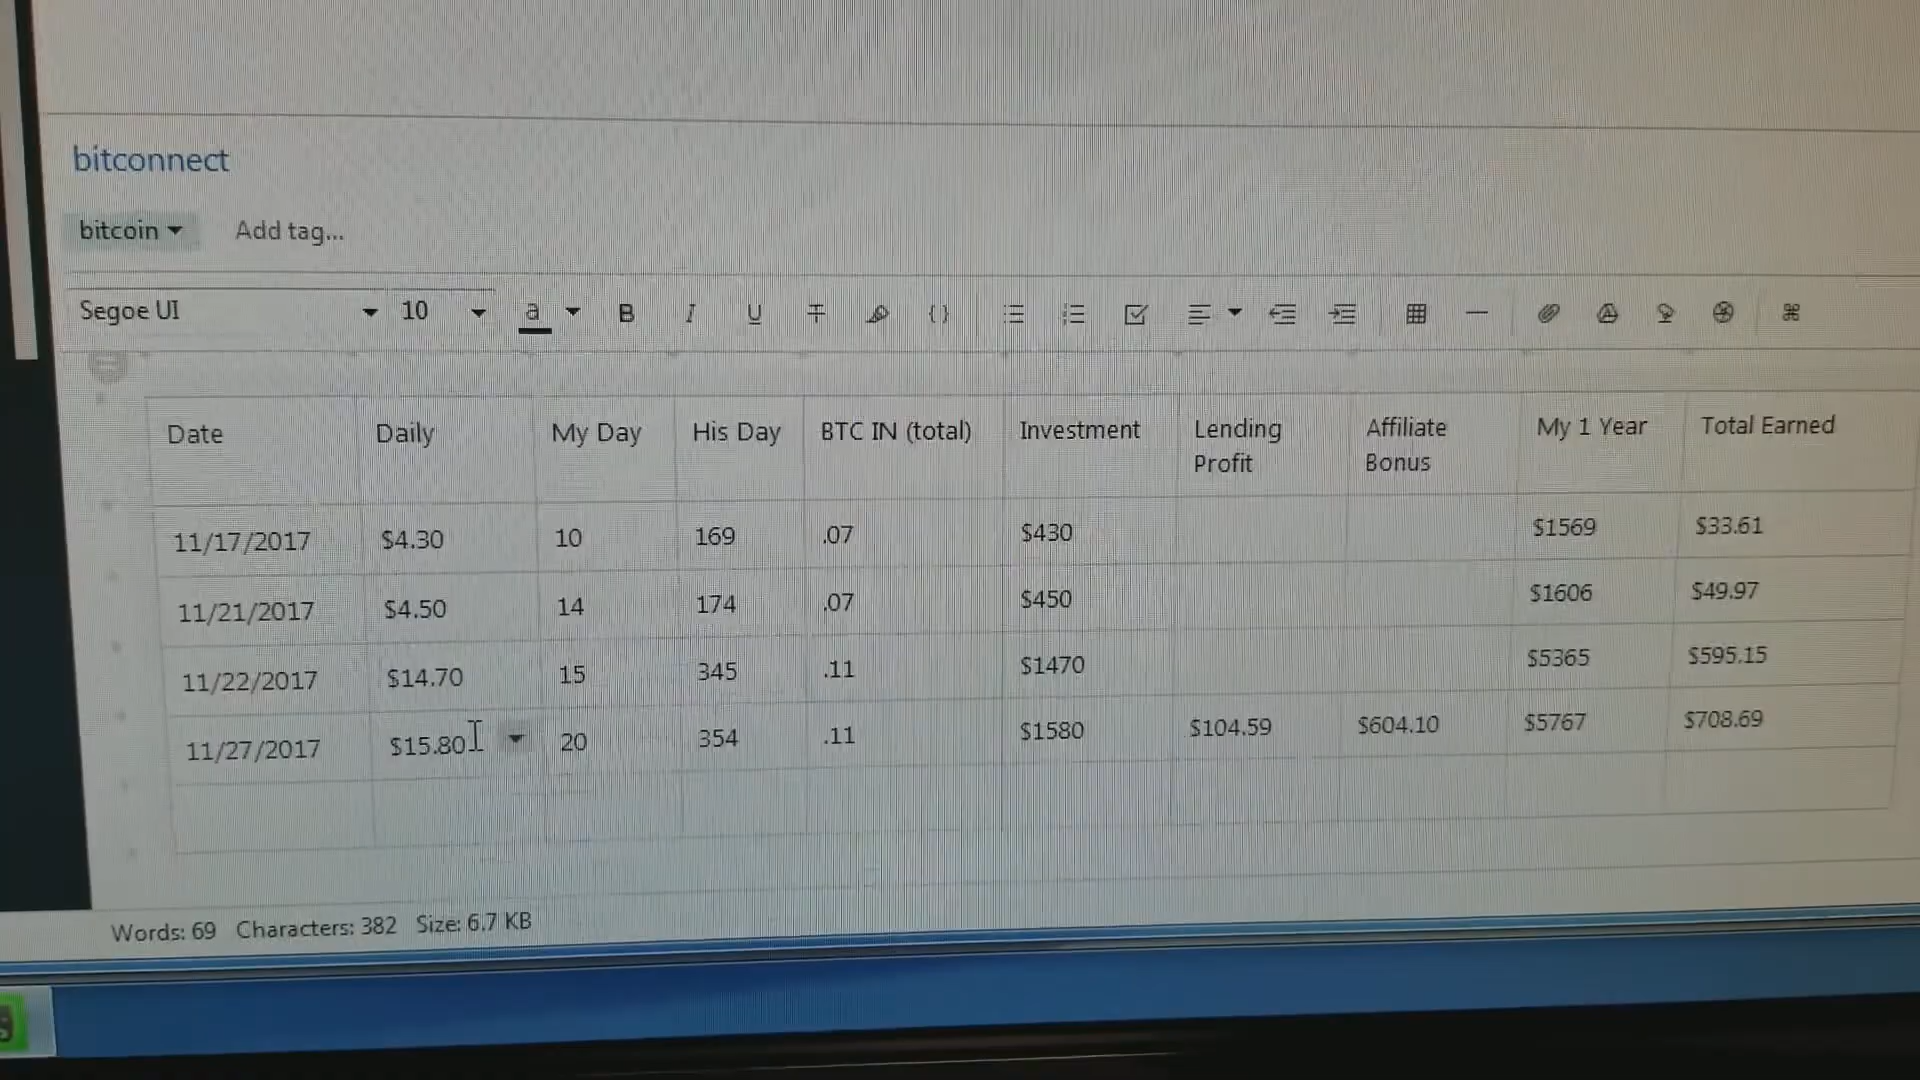 bitconnect
bitcoin Add tag...
Segoe UI 10 a B I U T { }
Date Daily My Day His Day BTC IN (total) Investment Lending Profit Affiliate Bonus My 1 Year Total Earned
11/17/2017 $4.30 10 169 .07 $430 $1569 $33.61
11/21/2017 $4.50 14 174 .07 $450 $1606 $49.97
11/22/2017 $14.70 15 345 .11 $1470 $5365 $595.15
11/27/2017 $15.80 20 354 .11 $1580 $104.59 $604.10 $5767 $708.69
Words: 69 Characters: 382 Size: 6.7 KB